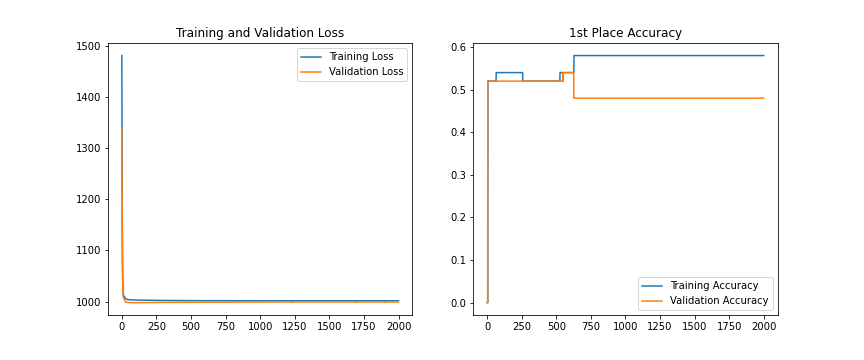 Training and Validation Loss
1500
1400
1300
1200
1100
1000
Training Loss
Validation Loss
0 250 500 750 1000 1250 1500 1750 2000
1st Place Accuracy
0.6
0.5
0.4
0.3
0.2
0.1
0.0
Training Accuracy
Validation Accuracy
0 250 500 750 1000 1250 1500 1750 2000